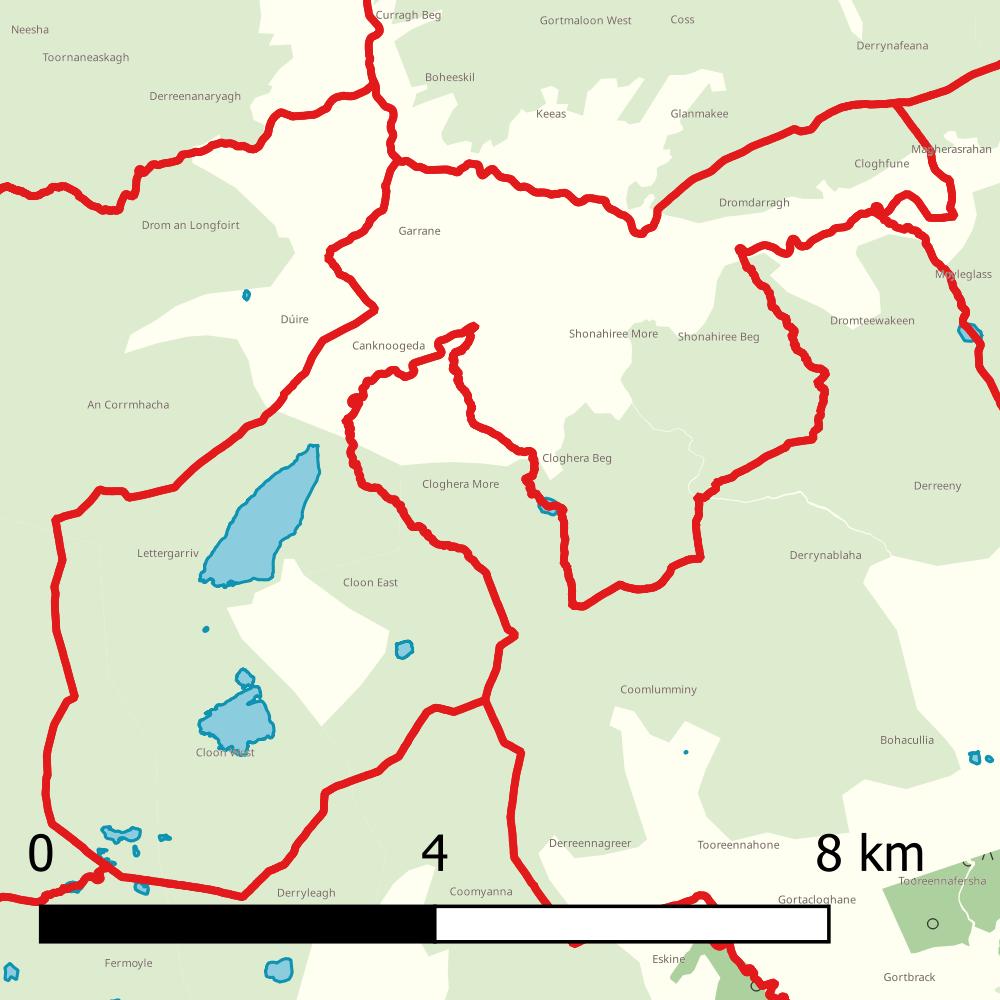 Curragh Beg
Gortmaloon West
Coss
Neesha
Derrynafeana
Toornaneaskagh
Boheeskil
Derreenanaryagh
Keeas
Glanmakee
Magherasrahan
Cloghfune
Dromdarragh
Drom an Longfoirt
Garrane
Moyleglass
Dúire
Dromteewakeen
Shonahiree More
Shonahiree Beg
Canknoogeda
An Corrmhacha
Cloghera Beg
Cloghera More
Derreeny
Lettergarriv
Derrynablaha
Cloon East
Coomlumminy
Bohacullia
Cloon West
Derreennagreer
Tooreennahone
0 4 8 km
Tooreennafersha
Derryleagh
Coomyanna
Gortacloghane
Fermoyle
Eskine
Gortbrack